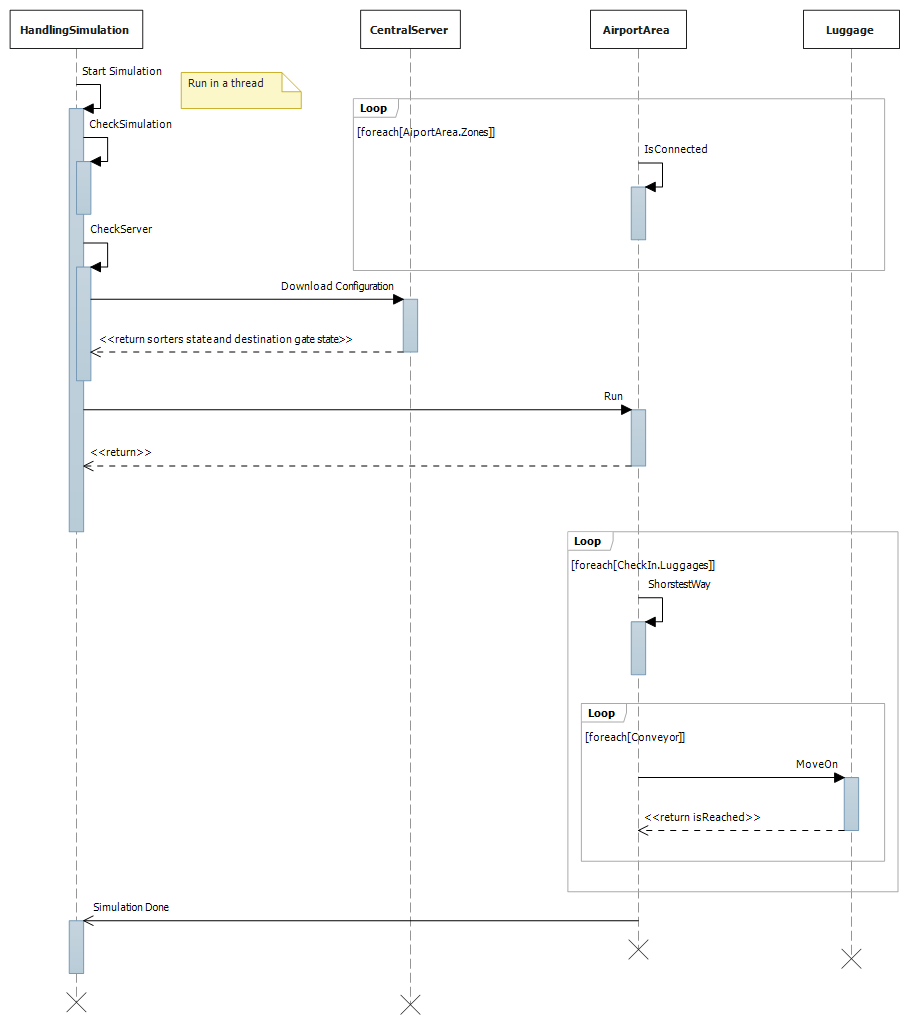 HandlingSimulation
CentralServer
AirportArea
Luggage
Start Simulation
Run in a thread
Loop
CheckSimulation
[foreach[AiportArea.Zones]]
IsConnected
CheckServer
Download Configuration
<<return sorters state and destination gate state>>
Run
<<return>>
Loop
[foreach[CheckIn.Luggages]]
ShorstestWay
Loop
[foreach[Conveyor]]
MoveOn
<<return isReached>>
Simulation Done